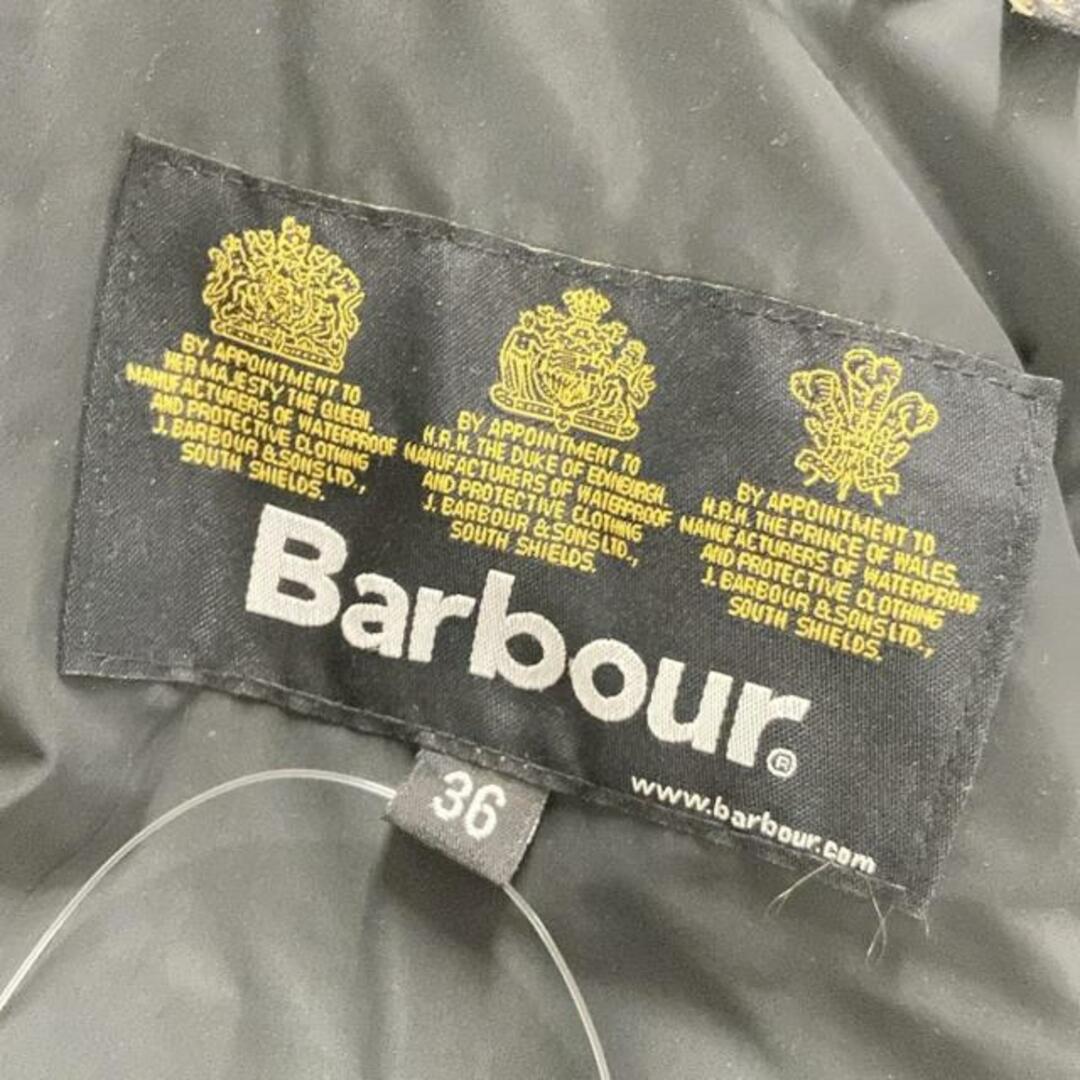 BY APPOINTMENT TO
HER MAJESTY THE QUEEN.
MANUFACTURERS OF WATERPROOF
AND PROTECTIVE CLOTHING
J. BARBOUR & SONS LTD.,
SOUTH SHIELDS.
BY APPOINTMENT TO
H.R.H. THE DUKE OF EDINBURGH.
MANUFACTURERS OF WATERPROOF
AND PROTECTIVE CLOTHING
J. BARBOUR & SONS LTD.,
SOUTH SHIELDS.
BY APPOINTMENT TO
H.R.H. THE PRINCE OF WALES.
MANUFACTURERS OF WATERPROOF
AND PROTECTIVE CLOTHING
J. BARBOUR & SONS LTD.,
SOUTH SHIELDS.
Barbour®
www.barbour.com
36